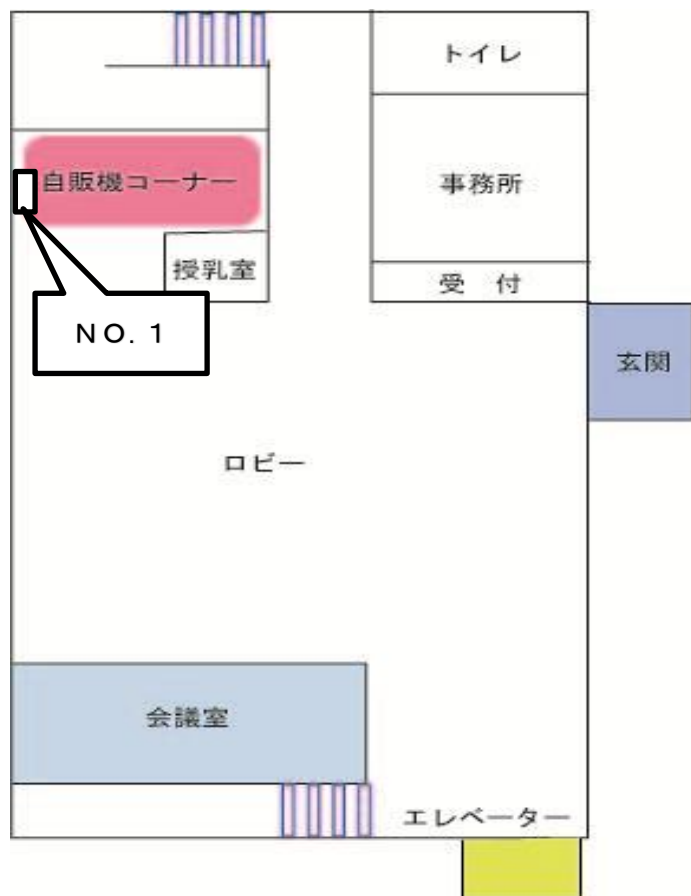 トイレ
自販機コーナー
事務所
授乳室
受　付
ＮＯ.１
玄関
ロビー
会議室
エレベーター